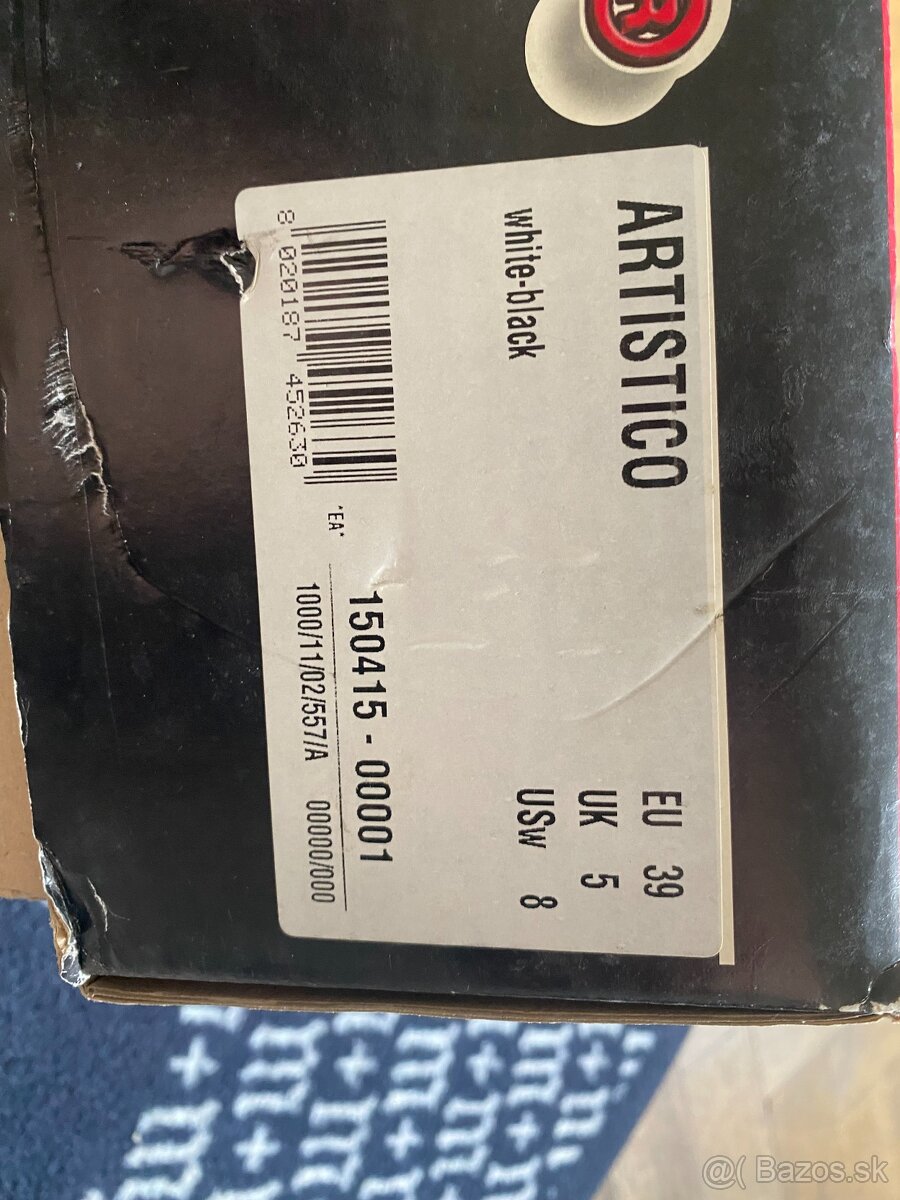 R
ARTISTICO
white-black
EU 39
UK 5
USw 8
8 020187 452630
*EA*
150415 - 00001
1000/11/02/557/A 00000/000
@( Bazos.sk